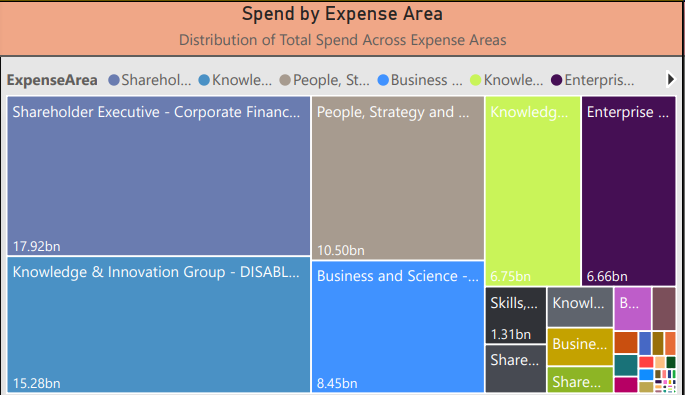 Spend by Expense Area
Distribution of Total Spend Across Expense Areas
ExpenseArea Sharehol... Knowle... People, St... Business ... Knowle... Enterpris...
Shareholder Executive - Corporate Financ...
17.92bn
Knowledge & Innovation Group - DISABL...
15.28bn
People, Strategy and ...
10.50bn
Business and Science -...
8.45bn
Knowledg...
6.75bn
Enterprise ...
6.66bn
Skills,...
1.31bn
Share...
Knowl...
Busine...
Share...
B...